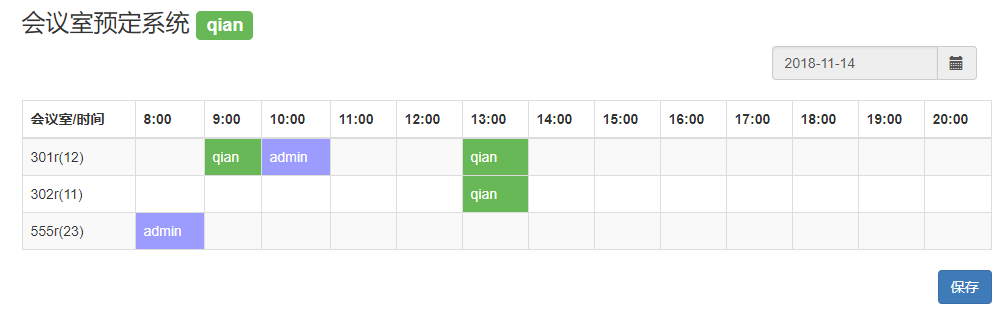 会议室预定系统 qian
2018-11-14
会议室/时间 8:00 9:00 10:00 11:00 12:00 13:00 14:00 15:00 16:00 17:00 18:00 19:00 20:00
301r(12) qian admin qian
302r(11) qian
555r(23) admin
保存